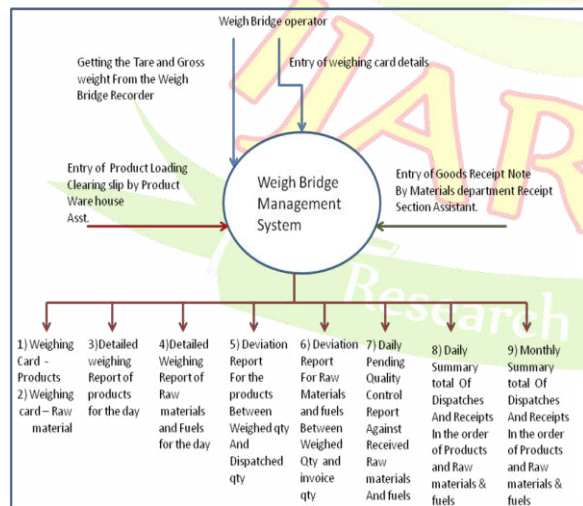 Weigh Bridge operator
Getting the Tare and Gross
weight From the Weigh
Bridge Recorder
Entry of weighing card details
Entry of Product Loading
Clearing slip by Product
Ware house
Asst.
Weigh Bridge
Management
System
Entry of Goods Receipt Note
By Materials department Receipt
Section Assistant.
IJAR
Research
1) Weighing
Card –
Products
2) Weighing
card – Raw
material
3)Detailed
weighing
Report of
products
for the day
4)Detailed
Weighing
Report of
Raw
materials
and Fuels
for the day
5) Deviation
Report
For the
products
Between
Weighed qty
And
Dispatched
qty
6) Deviation
Report
For Raw
Materials
and fuels
Between
Weighed
Qty and
invoice
qty
7) Daily
Pending
Quality
Control
Report
Against
Received
Raw
materials
And fuels
8) Daily
Summary
total Of
Dispatches
And Receipts
In the order
of Products
and Raw
materials &
fuels
9) Monthly
Summary
total Of
Dispatches
And Receipts
In the order
of Products
and Raw
materials &
fuels